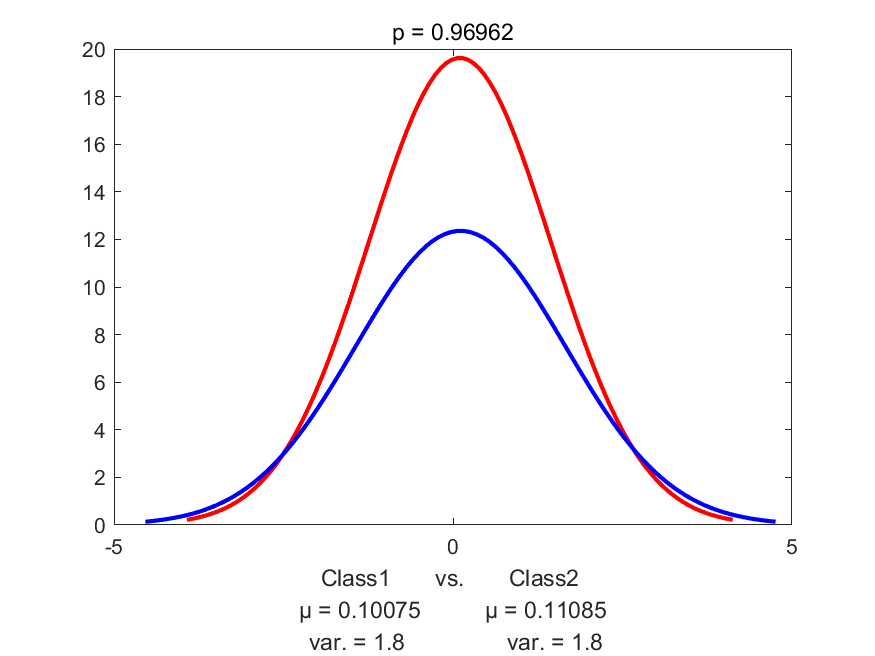 p = 0.96962
20
18
16
14
12
10
8
6
4
2
0
-5 0 5
Class1 vs. Class2
μ = 0.10075 μ = 0.11085
var. = 1.8 var. = 1.8